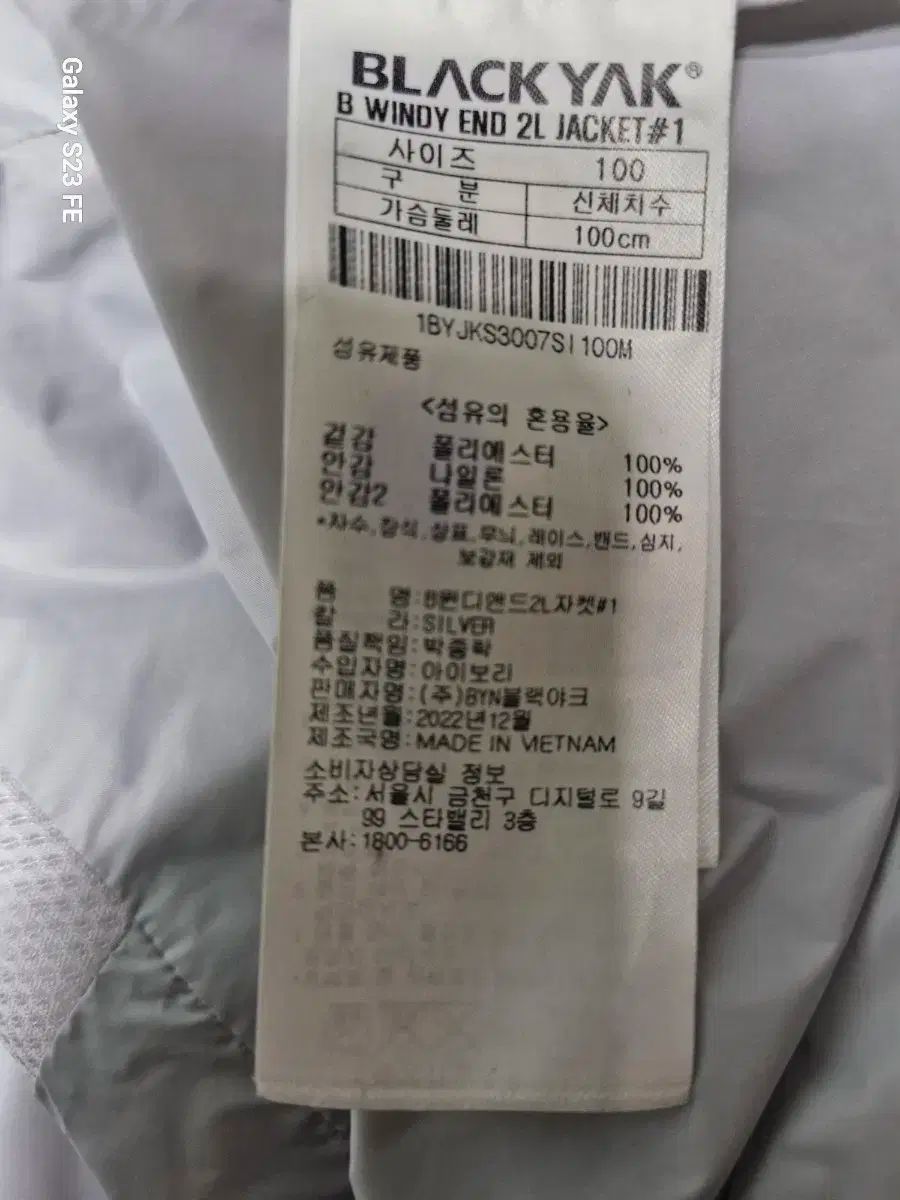 Galaxy S23 FE
BLACK YAK®
B WINDY END 2L JACKET#1
사이즈 100
구 분 신체치수
가슴둘레 100cm
1BYJKS3007SI100M
섬유제품
<섬유의 혼용율>
겉감 폴리에스터 100%
안감 나일론 100%
안감2 폴리에스터 100%
*자수,장식,상표,무늬,레이스,밴드,심지,
보강재 제외
품 명:B윈디엔드2L자켓#1
칼 라:SILVER
품질책임:박종학
수입자명:아이보리
판매자명:(주)BYN블랙야크
제조년월:2022년12월
제조국명:MADE IN VIETNAM
소비자상담실 정보
주소:서울시 금천구 디지털로 9길
99 스타밸리 3층
본사:1800-6166